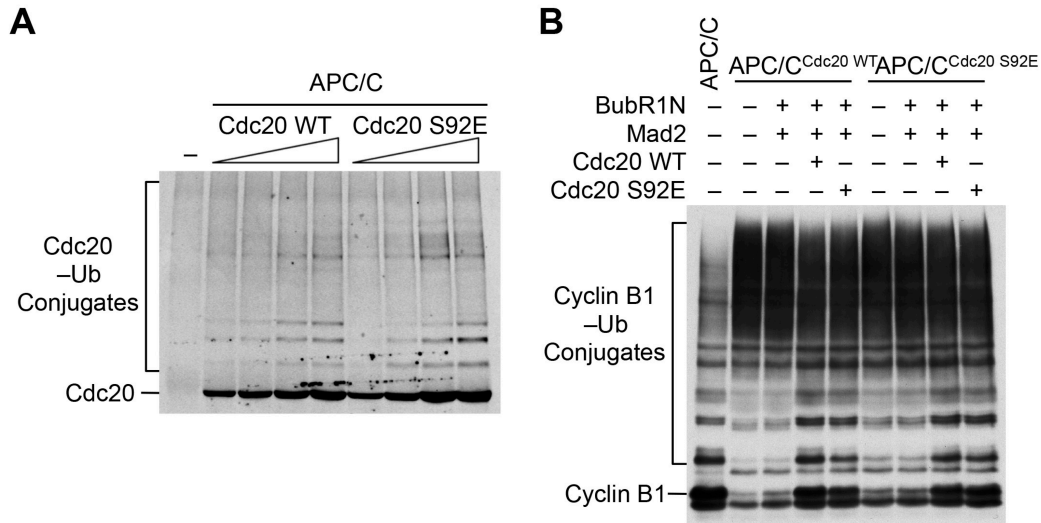 A
APC/C
Cdc20 WT Cdc20 S92E
–
Cdc20
–Ub
Conjugates
Cdc20
B
APC/C
APC/C^Cdc20 WT APC/C^Cdc20 S92E
BubR1N – – + + + – + + +
Mad2 – – + + + – + + +
Cdc20 WT – – – + – – – + –
Cdc20 S92E – – – – + – – – +
Cyclin B1
–Ub
Conjugates
Cyclin B1